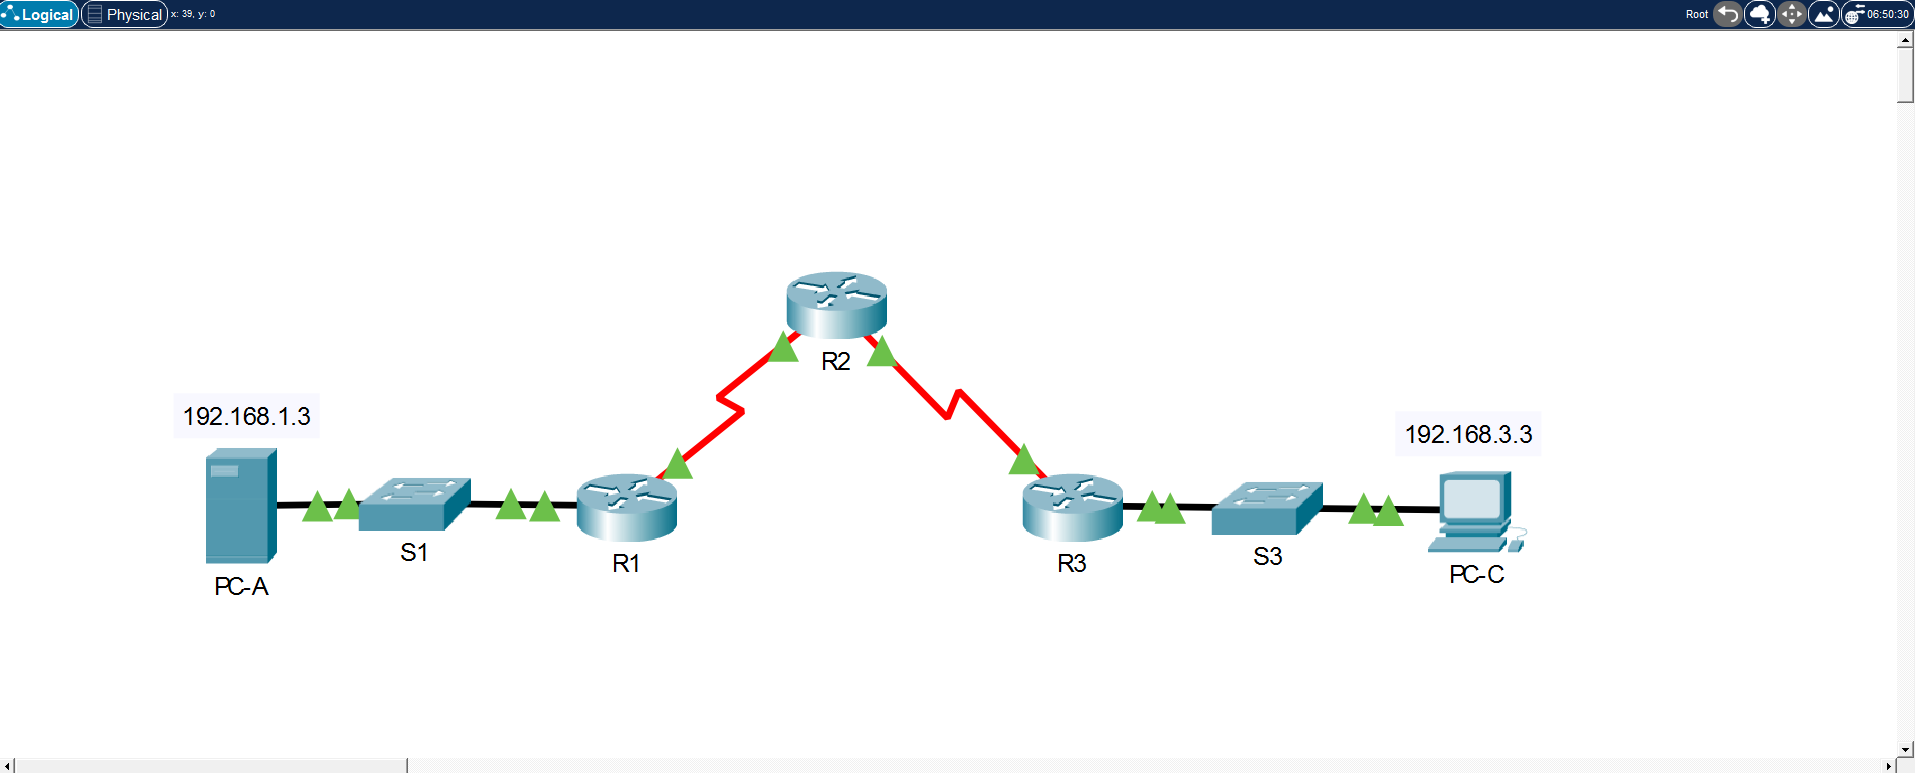 Logical
Physical
x: 39, y: 0
Root
06:50:30
R2
192.168.1.3
192.168.3.3
S1
R1
R3
S3
PC-A
PC-C